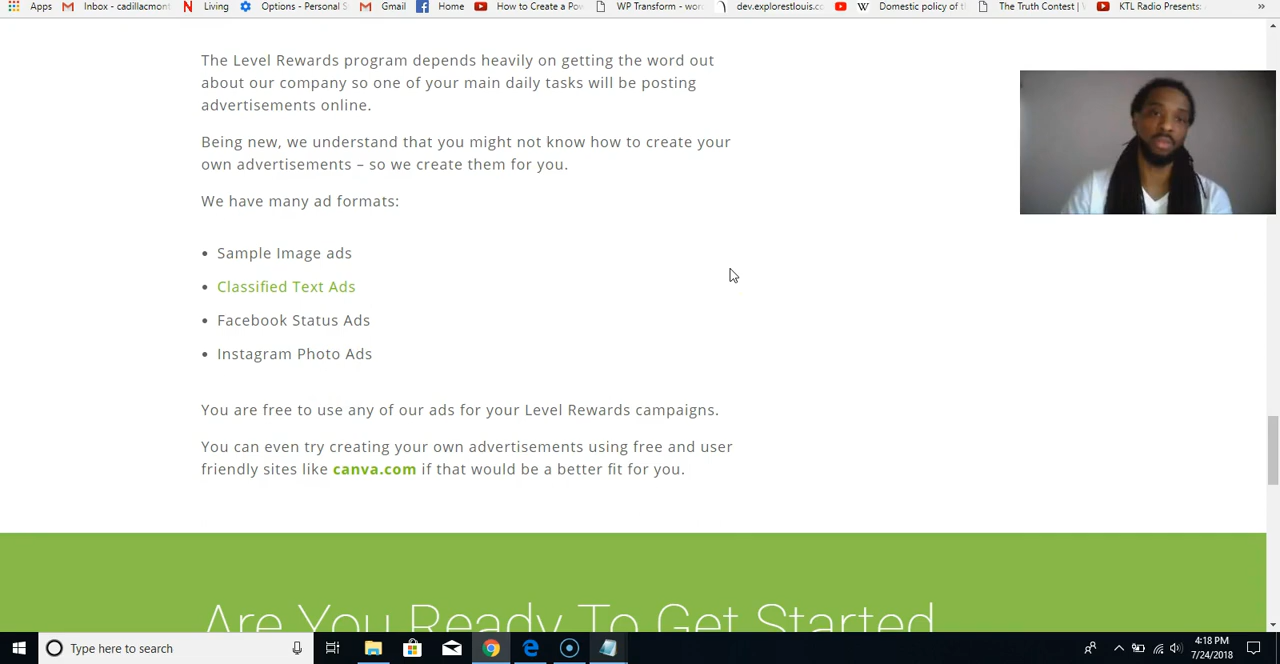 Apps Inbox - cadillacmont Living Options - Personal S Gmail Home How to Create a Pow WP Transform - wor dev.explorestlouis.co Domestic policy of t The Truth Contest | KTL Radio Presents: »
The Level Rewards program depends heavily on getting the word out
about our company so one of your main daily tasks will be posting
advertisements online.
Being new, we understand that you might not know how to create your
own advertisements – so we create them for you.
We have many ad formats:
• Sample Image ads
• Classified Text Ads
• Facebook Status Ads
• Instagram Photo Ads
You are free to use any of our ads for your Level Rewards campaigns.
You can even try creating your own advertisements using free and user
friendly sites like canva.com if that would be a better fit for you.
Are You Ready To Get Started
Type here to search
4:18 PM
7/24/2018